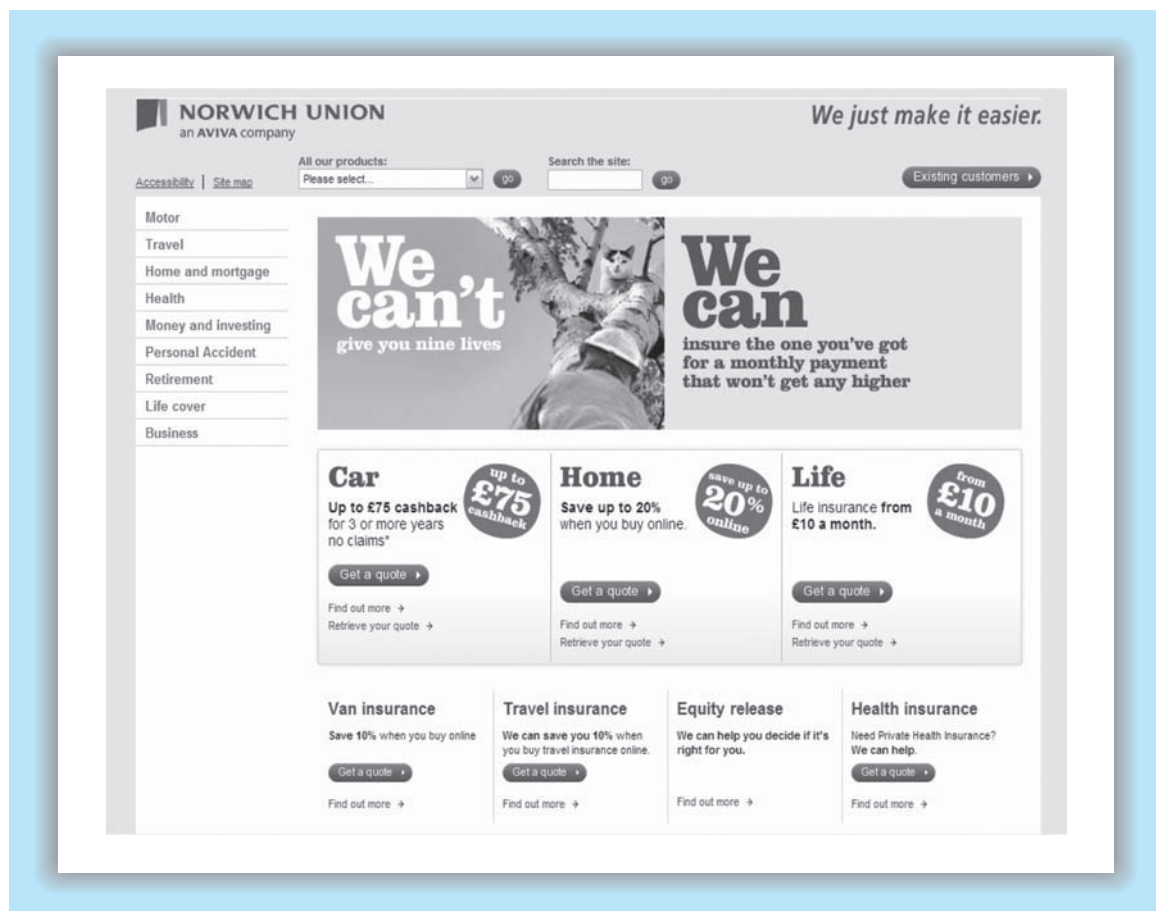 NORWICH UNION
an AVIVA company
We just make it easier.
All our products:
Please select...
go
Search the site:
go
Accessibility | Site map
Existing customers
Motor
Travel
Home and mortgage
Health
Money and investing
Personal Accident
Retirement
Life cover
Business
We
can't
give you nine lives
We
can
insure the one you've got
for a monthly payment
that won't get any higher
Car
Up to £75 cashback
for 3 or more years
no claims*
up to
£75
cashback
Get a quote
Find out more →
Retrieve your quote →
Home
Save up to 20%
when you buy online.
save up to
20%
online
Get a quote
Find out more →
Retrieve your quote →
Life
Life insurance from
£10 a month.
from
£10
a month
Get a quote
Find out more →
Retrieve your quote →
Van insurance
Save 10% when you buy online
Get a quote
Find out more →
Travel insurance
We can save you 10% when
you buy travel insurance online.
Get a quote
Find out more →
Equity release
We can help you decide if it's
right for you.
Find out more →
Health insurance
Need Private Health Insurance?
We can help.
Get a quote
Find out more →